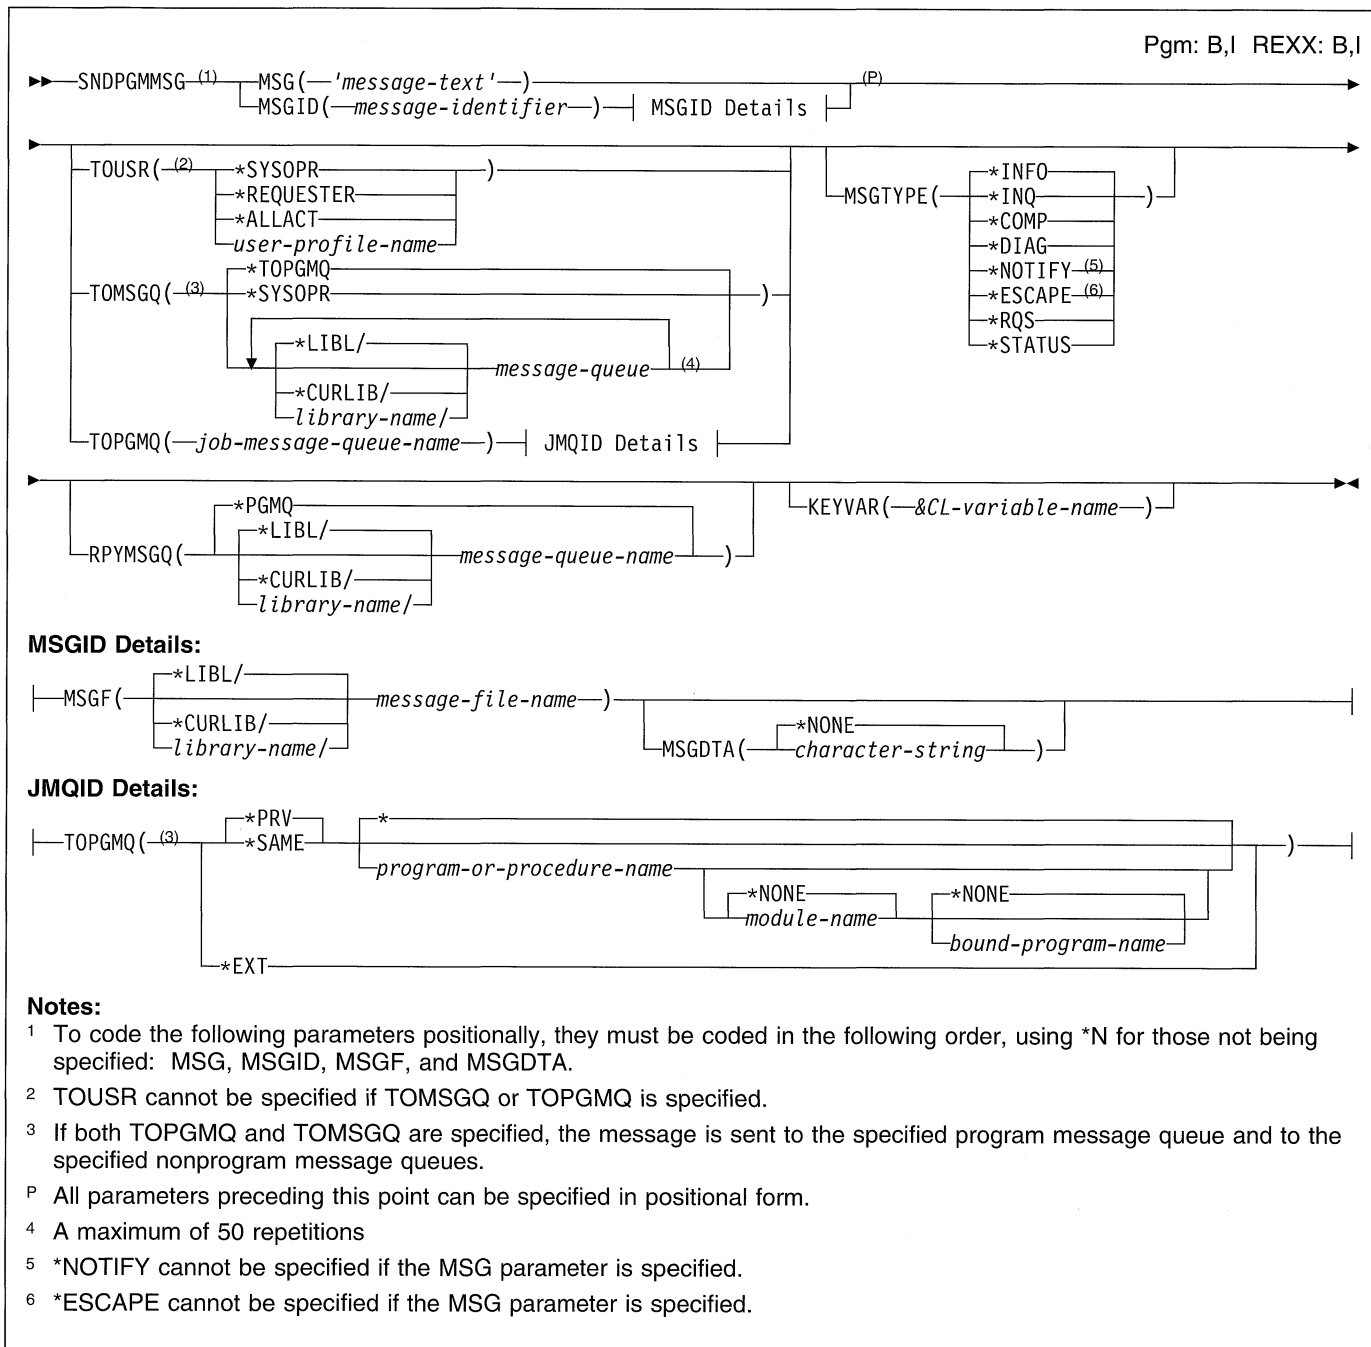 Pgm: B,I REXX: B,I
SNDPGMMSG (1) MSG( 'message-text' ) (P)
MSGID( message-identifier ) MSGID Details
TOUSR( (2) *SYSOPR )
*REQUESTER
*ALLACT
user-profile-name
TOMSGQ( (3) *TOPGMQ
*SYSOPR )
*LIBL/
message-queue (4)
*CURLIB/
library-name/
TOPGMQ( job-message-queue-name ) JMQID Details
MSGTYPE( *INFO
*INQ )
*COMP
*DIAG
*NOTIFY (5)
*ESCAPE (6)
*RQS
*STATUS
RPYMSGQ( *PGMQ
*LIBL/
message-queue-name )
*CURLIB/
library-name/
KEYVAR( &CL-variable-name )
MSGID Details:
*LIBL/
MSGF( message-file-name )
*CURLIB/
library-name/
MSGDTA( *NONE
character-string )
JMQID Details:
*PRV *
TOPGMQ( (3) *SAME )
program-or-procedure-name
*NONE *NONE
module-name
bound-program-name
*EXT
Notes:
1 To code the following parameters positionally, they must be coded in the following order, using *N for those not being
specified: MSG, MSGID, MSGF, and MSGDTA.
2 TOUSR cannot be specified if TOMSGQ or TOPGMQ is specified.
3 If both TOPGMQ and TOMSGQ are specified, the message is sent to the specified program message queue and to the
specified nonprogram message queues.
P All parameters preceding this point can be specified in positional form.
4 A maximum of 50 repetitions
5 *NOTIFY cannot be specified if the MSG parameter is specified.
6 *ESCAPE cannot be specified if the MSG parameter is specified.